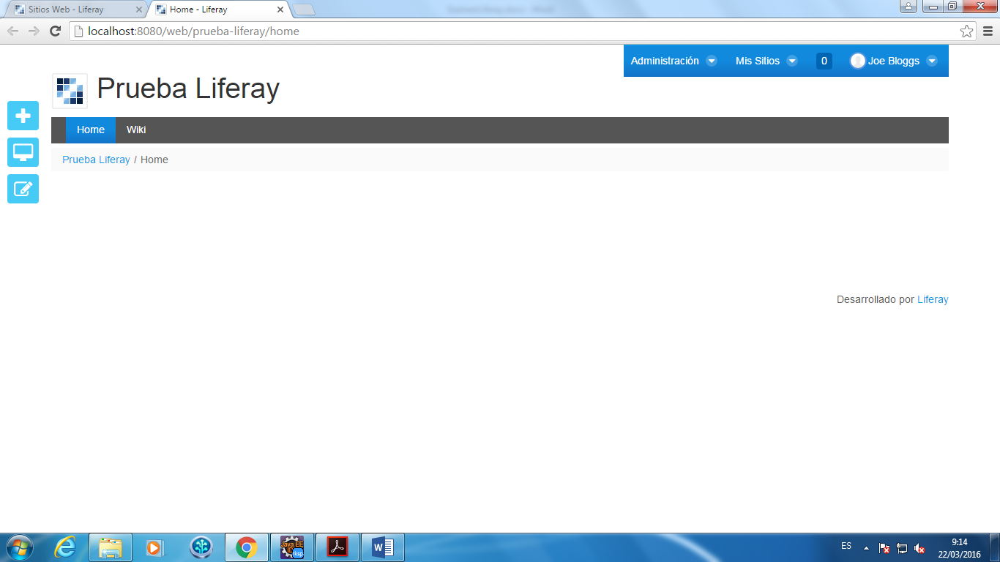 Sitios Web - Liferay
Home - Liferay
localhost:8080/web/prueba-liferay/home
Administración
Mis Sitios
0
Joe Bloggs
Prueba Liferay
Home
Wiki
Prueba Liferay / Home
Desarrollado por Liferay
Java EE
IDE
ES
9:14
22/03/2016